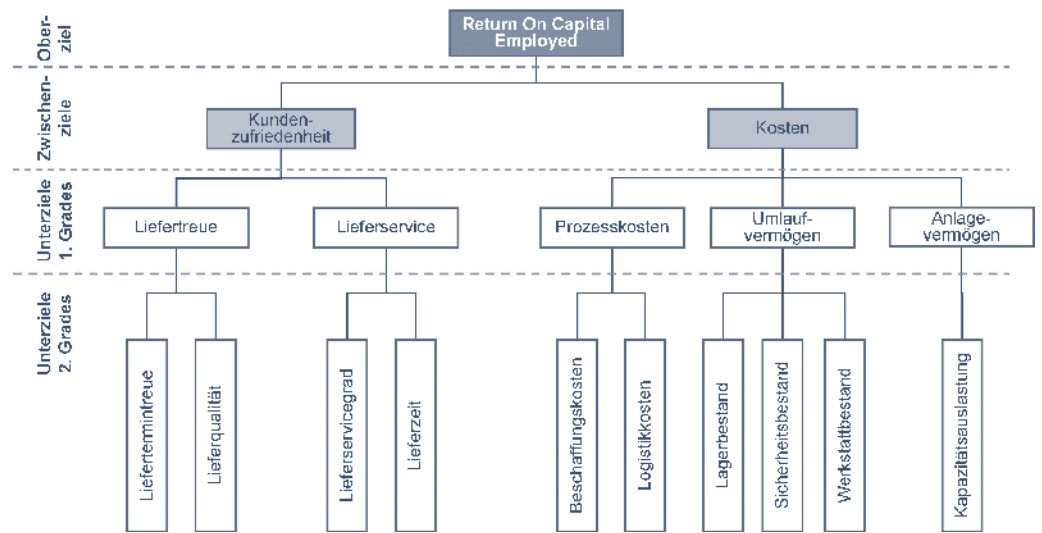 Ober-
ziel
Return On Capital
Employed
Zwischen-
ziele
Kunden-
zufriedenheit
Kosten
Unterziele
1. Grades
Liefertreue
Lieferservice
Prozesskosten
Umlauf-
vermögen
Anlage-
vermögen
Unterziele
2. Grades
Liefertermintreue
Lieferqualität
Lieferservicegrad
Lieferzeit
Beschaffungskosten
Logistikkosten
Lagerbestand
Sicherheitsbestand
Werkstattbestand
Kapazitätsauslastung